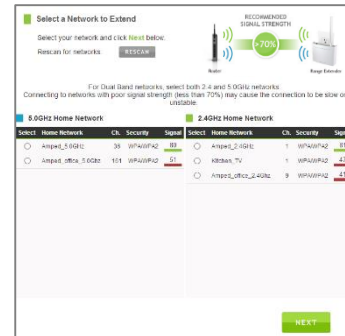 Select a Network to Extend
Select your network and click Next below.
Rescan for networks RESCAN
RECOMMENDED
SIGNAL STRENGTH
>70%
Router Range Extender
For Dual Band networks, select both 2.4 and 5.0GHz networks.
Connecting to networks with poor signal strength (less than 70%) may cause the connection to be slow or
unstable.
5.0GHz Home Network 2.4GHz Home Network
Select Home Network Ch. Security Signal Select Home Network Ch. Security
Amped_5.0GHz WPA/WPA2 Amped_2.4GHz 1 WPA/WPA2
Amped_office_5.0Ghz 161 WPA/WPA2 51 Kitchen_TV 1 WPA/WPA2
Amped_office_2.4Ghz 9 WPA/WPA2
NEXT